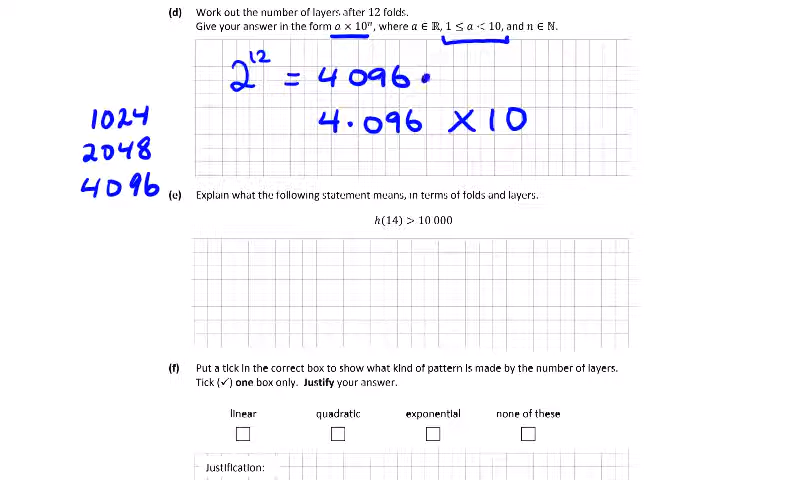 (d) Work out the number of layers after 12 folds.
Give your answer in the form a × 10ⁿ, where a ∈ ℝ, 1 ≤ a < 10, and n ∈ ℕ.
2¹² = 4096.
4.096 × 10
1024
2048
4096
(e) Explain what the following statement means, in terms of folds and layers.
h(14) > 10 000
(f) Put a tick in the correct box to show what kind of pattern is made by the number of layers.
Tick (✓) one box only. Justify your answer.
linear quadratic exponential none of these
Justification: